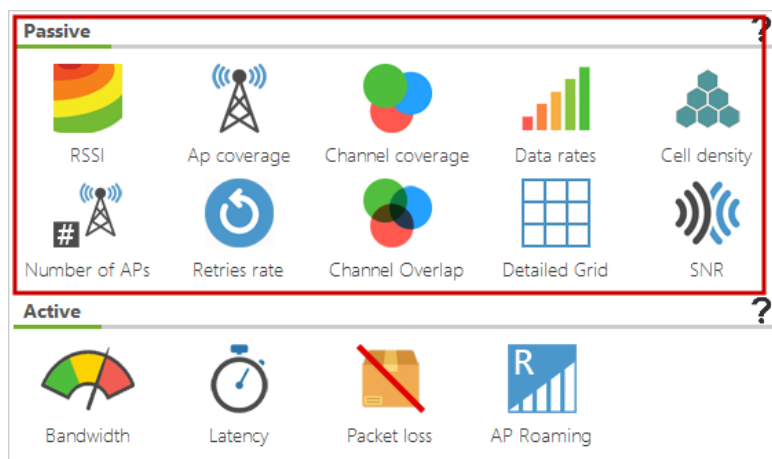 Passive ?
RSSI Ap coverage Channel coverage Data rates Cell density
# Number of APs Retries rate Channel Overlap Detailed Grid SNR
Active ?
R
Bandwidth Latency Packet loss AP Roaming